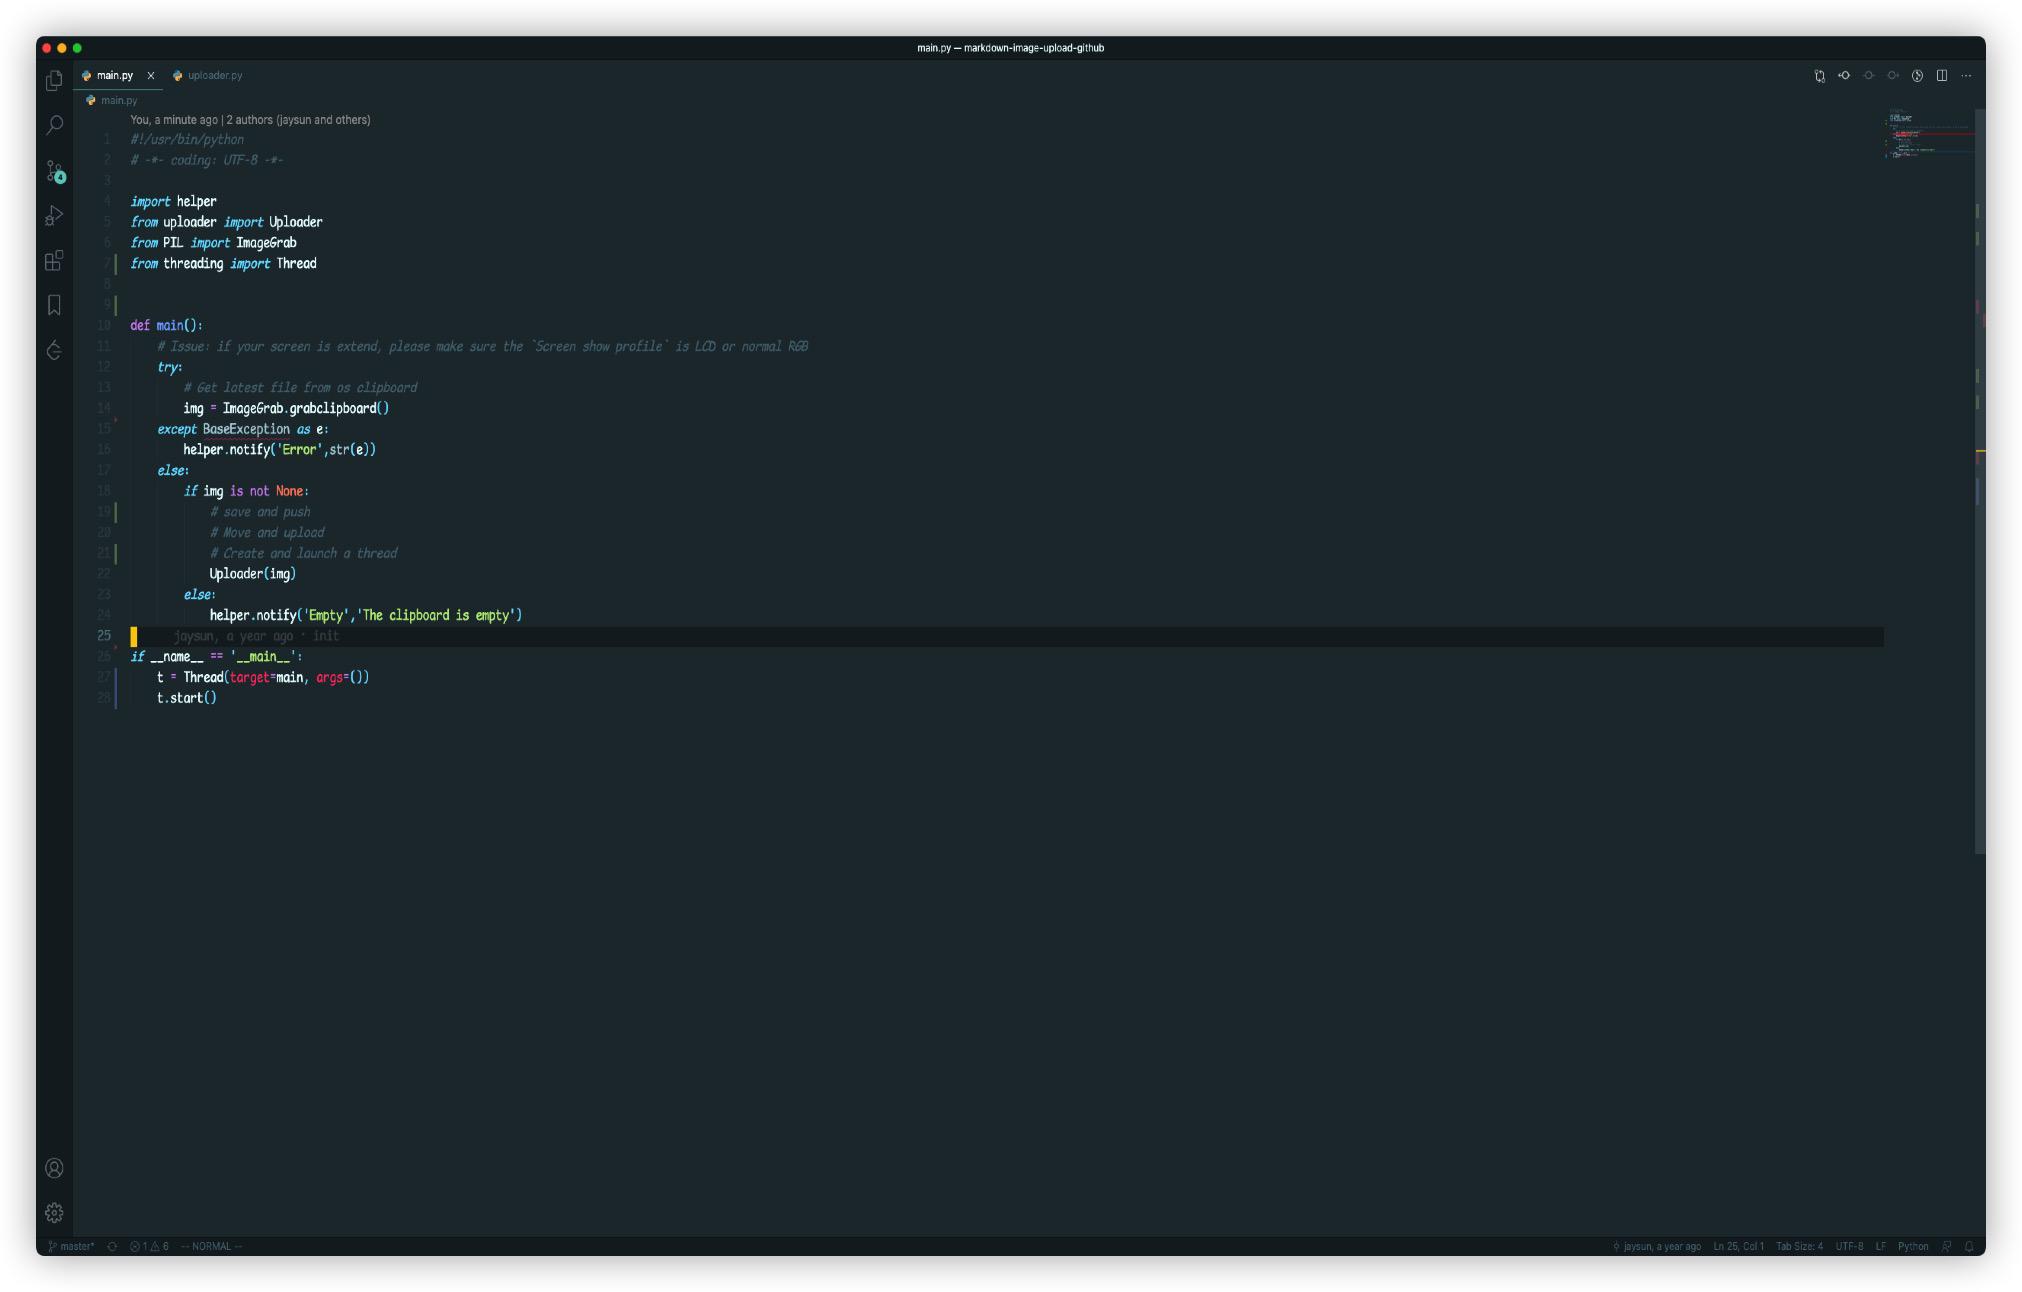 main.py — markdown-image-upload-github
main.py
uploader.py
main.py
You, a minute ago | 2 authors (jaysun and others)
1 #!/usr/bin/python
2 # -*- coding: UTF-8 -*-
3
4 import helper
5 from uploader import Uploader
6 from PIL import ImageGrab
7 from threading import Thread
8
9
10 def main():
11 # Issue: if your screen is extend, please make sure the `Screen show profile` is LCD or normal RGB
12 try:
13 # Get latest file from os clipboard
14 img = ImageGrab.grabclipboard()
15 except BaseException as e:
16 helper.notify('Error',str(e))
17 else:
18 if img is not None:
19 # save and push
20 # Move and upload
21 # Create and launch a thread
22 Uploader(img)
23 else:
24 helper.notify('Empty','The clipboard is empty')
25 jaysun, a year ago · init
26 if __name__ == '__main__':
27 t = Thread(target=main, args=())
28 t.start()
4
master* 1 6 -- NORMAL -- jaysun, a year ago Ln 25, Col 1 Tab Size: 4 UTF-8 LF Python